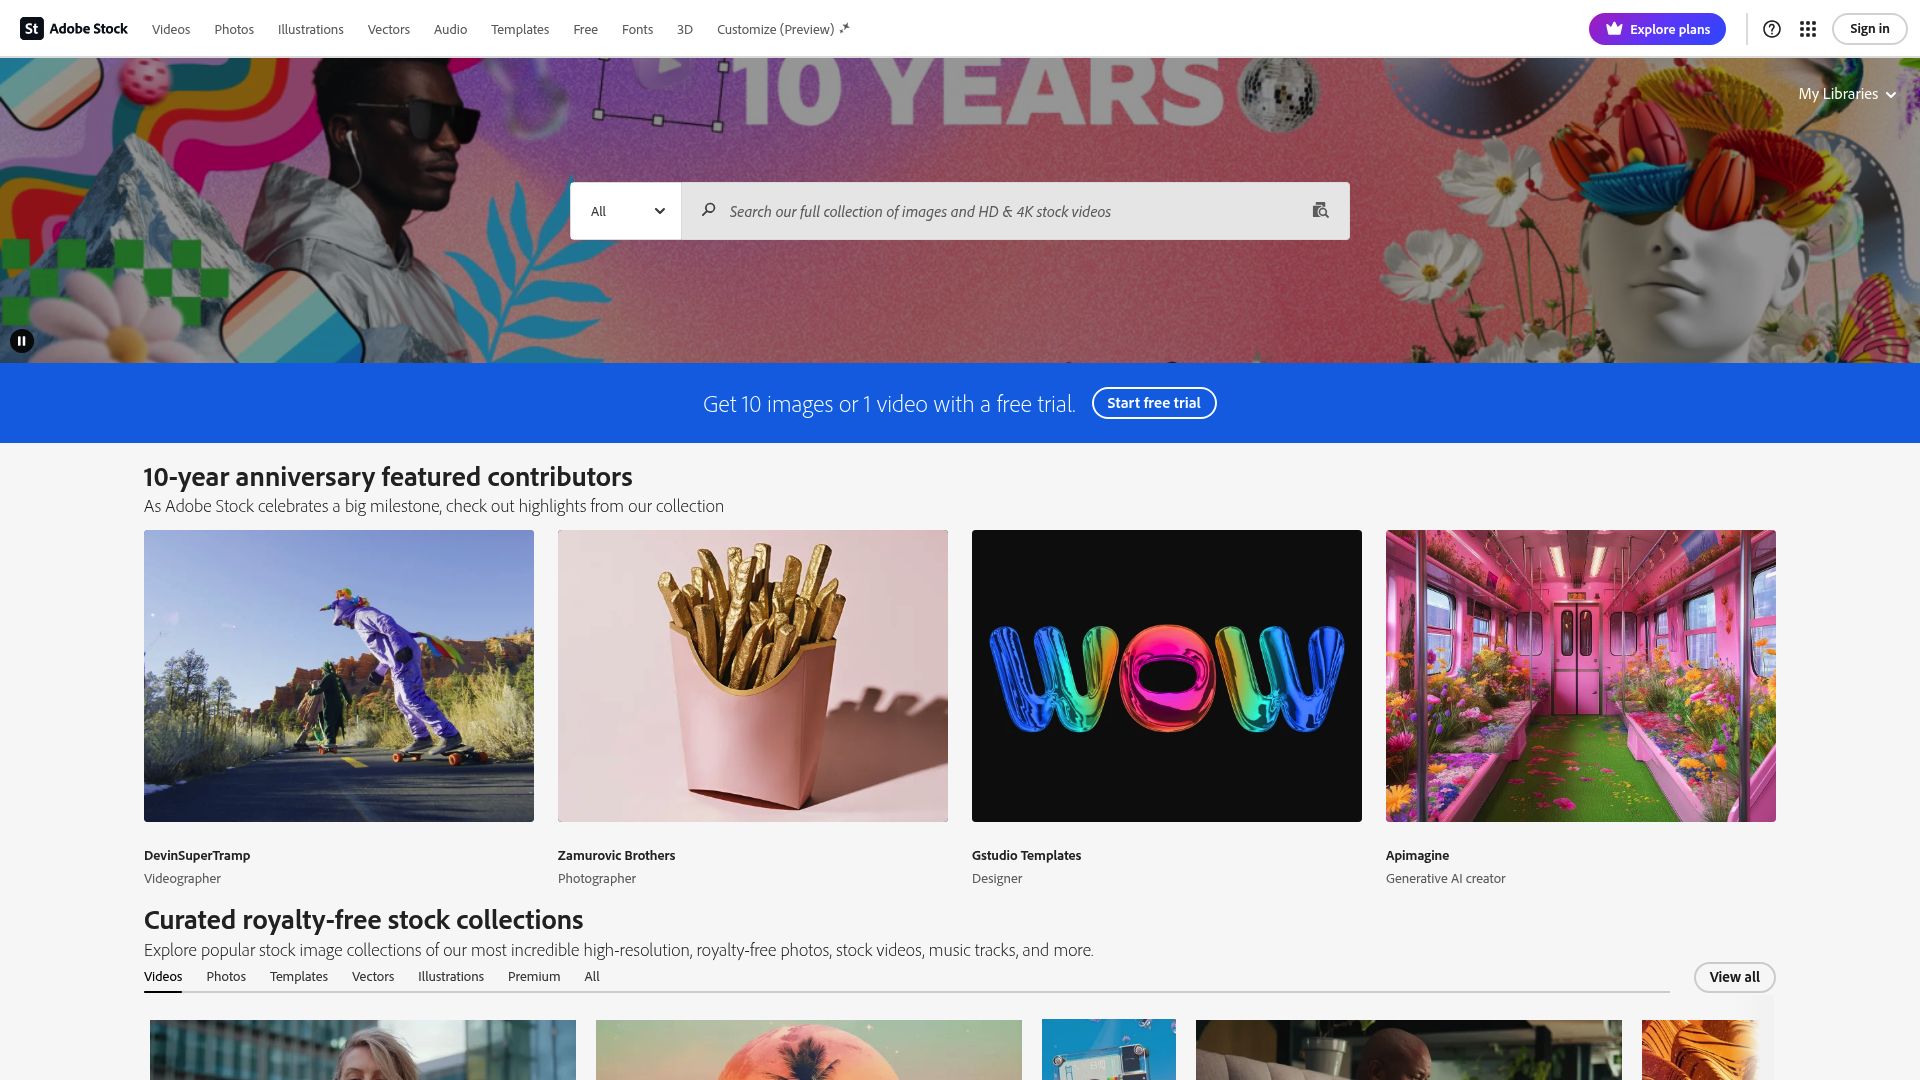 St Adobe Stock Videos Photos Illustrations Vectors Audio Templates Free Fonts 3D Customize (Preview) Explore plans Sign in
10 YEARS
My Libraries
All Search our full collection of images and HD & 4K stock videos
Get 10 images or 1 video with a free trial. Start free trial
10-year anniversary featured contributors
As Adobe Stock celebrates a big milestone, check out highlights from our collection
WOW
DevinSuperTramp
Videographer
Zamurovic Brothers
Photographer
Gstudio Templates
Designer
Apimagine
Generative AI creator
Curated royalty-free stock collections
Explore popular stock image collections of our most incredible high-resolution, royalty-free photos, stock videos, music tracks, and more.
Videos Photos Templates Vectors Illustrations Premium All View all